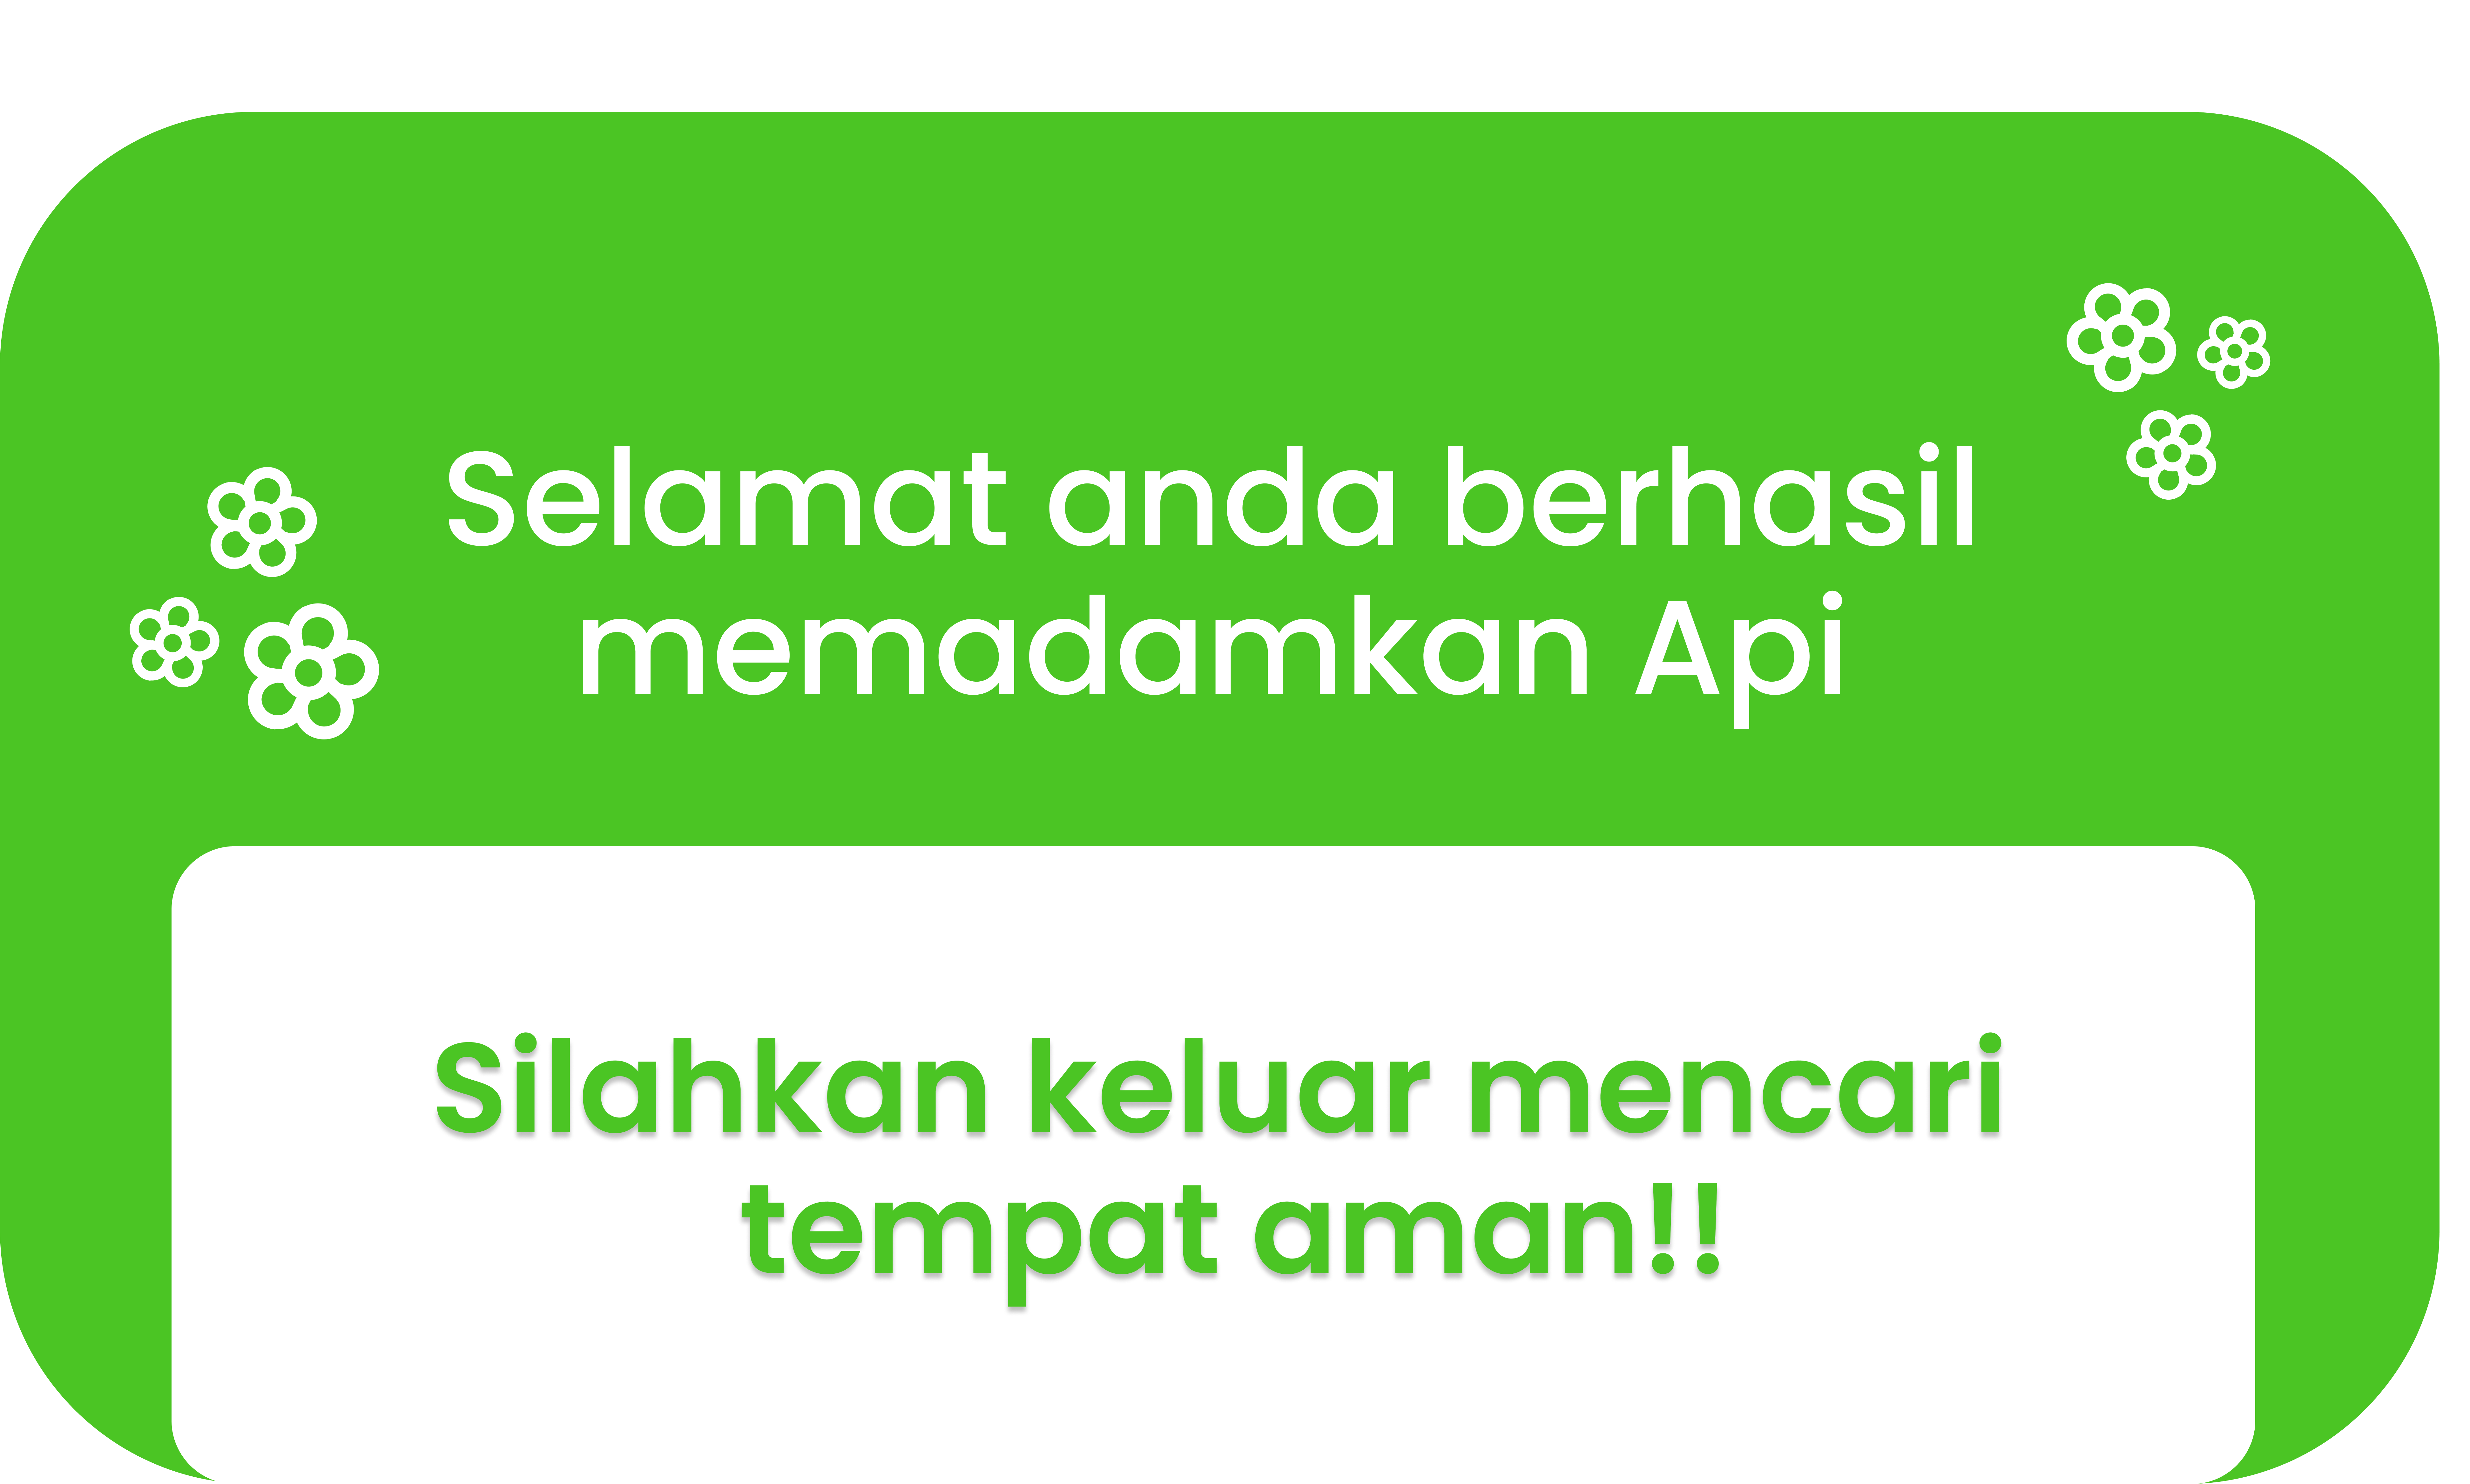 Selamat anda berhasil
memadamkan Api
Silahkan keluar mencari
tempat aman!!